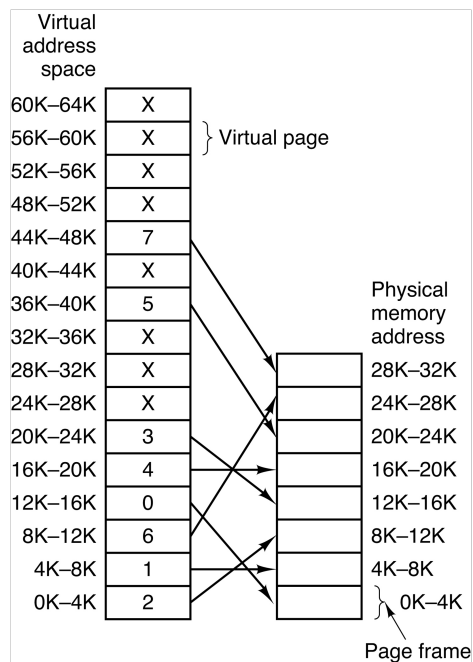 Virtual
address
space
60K–64K X
56K–60K X } Virtual page
52K–56K X
48K–52K X
44K–48K 7
40K–44K X
36K–40K 5
32K–36K X
28K–32K X
24K–28K X
20K–24K 3
16K–20K 4
12K–16K 0
8K–12K 6
4K–8K 1
0K–4K 2
Physical
memory
address
28K–32K
24K–28K
20K–24K
16K–20K
12K–16K
8K–12K
4K–8K
} 0K–4K
Page frame